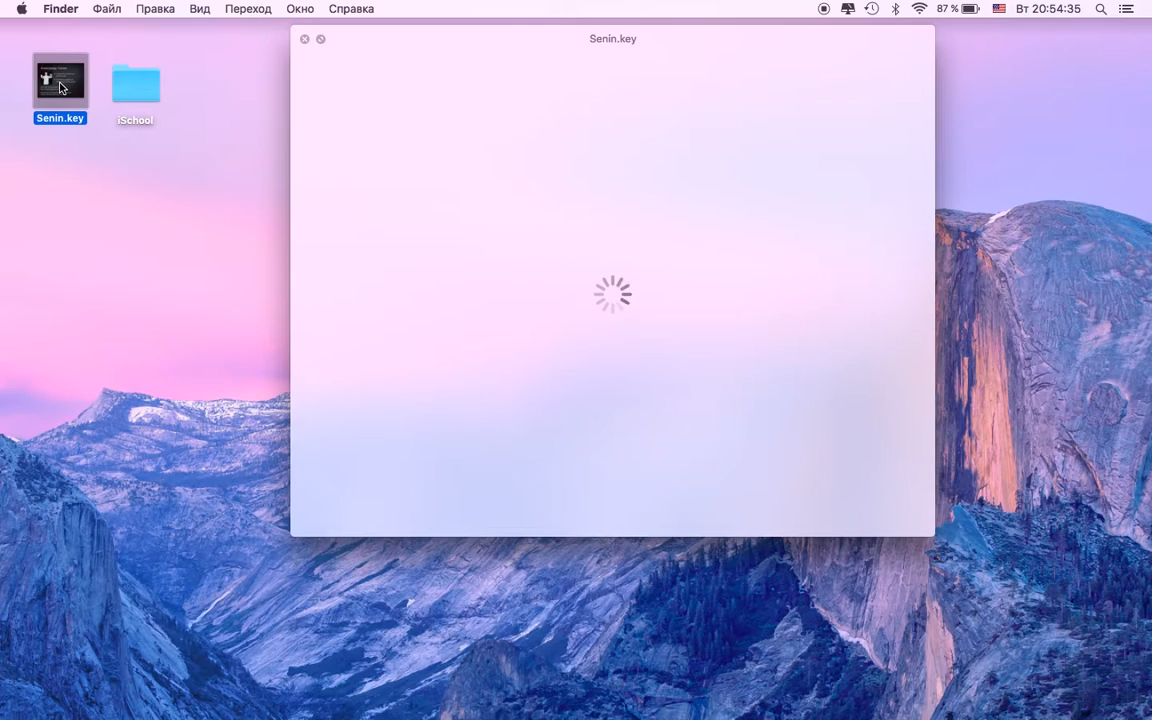 Finder Файл Правка Вид Переход Окно Справка 87 % Вт 20:54:35
Senin.key
Senin.key
iSchool